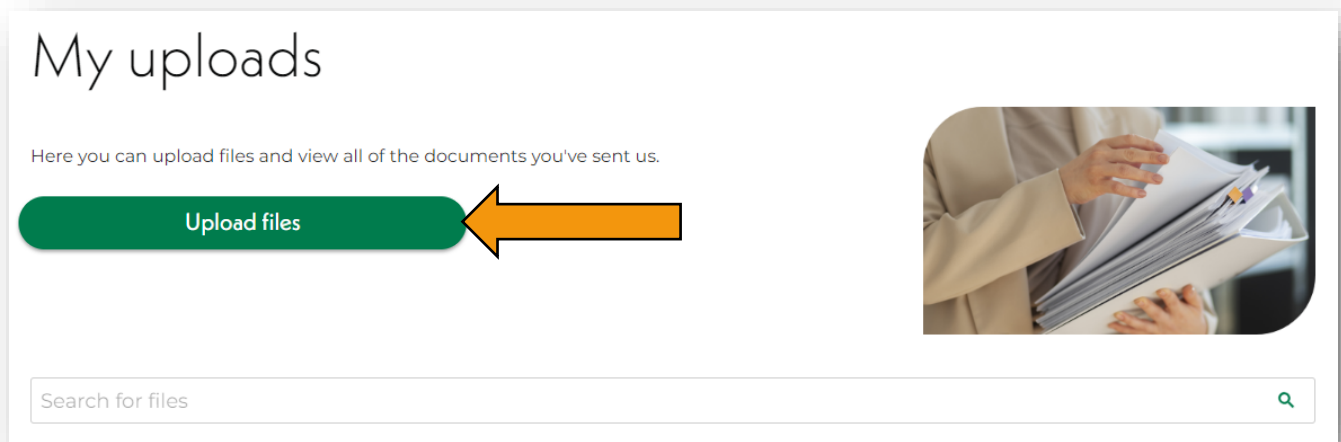 My uploads
Here you can upload files and view all of the documents you've sent us.
Upload files
Search for files